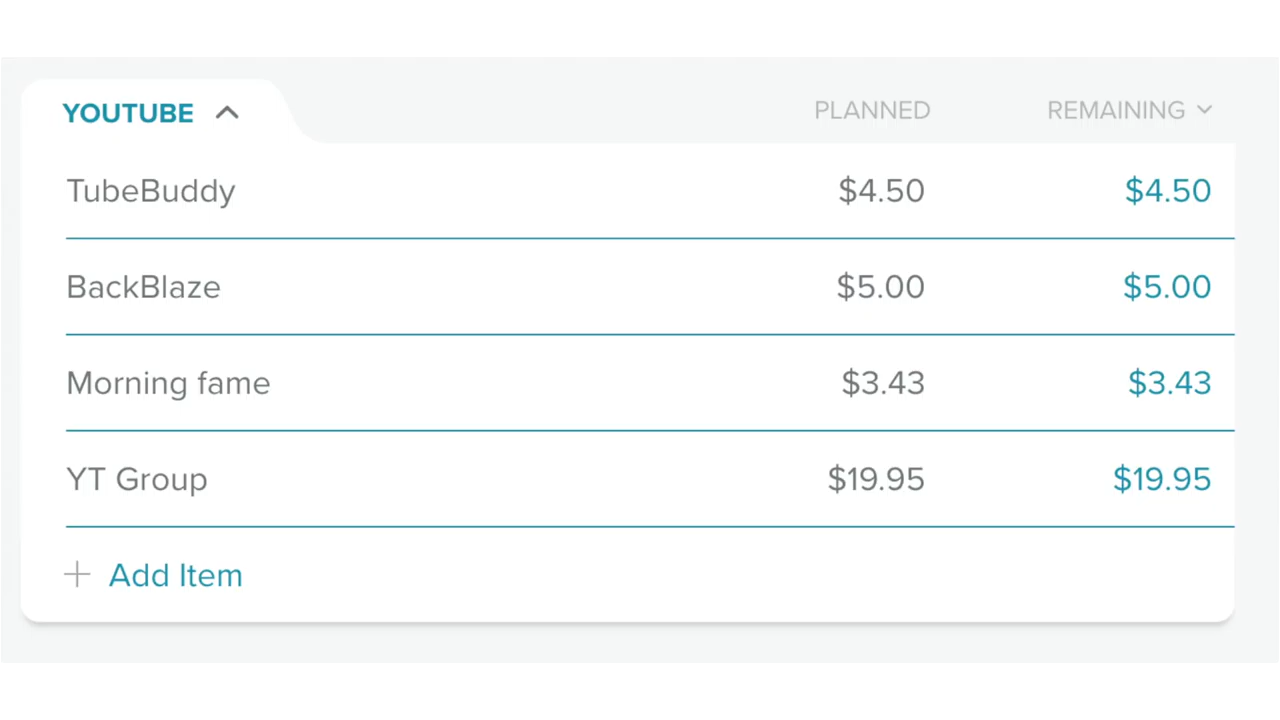 YOUTUBE PLANNED REMAINING
TubeBuddy $4.50 $4.50
BackBlaze $5.00 $5.00
Morning fame $3.43 $3.43
YT Group $19.95 $19.95
+ Add Item